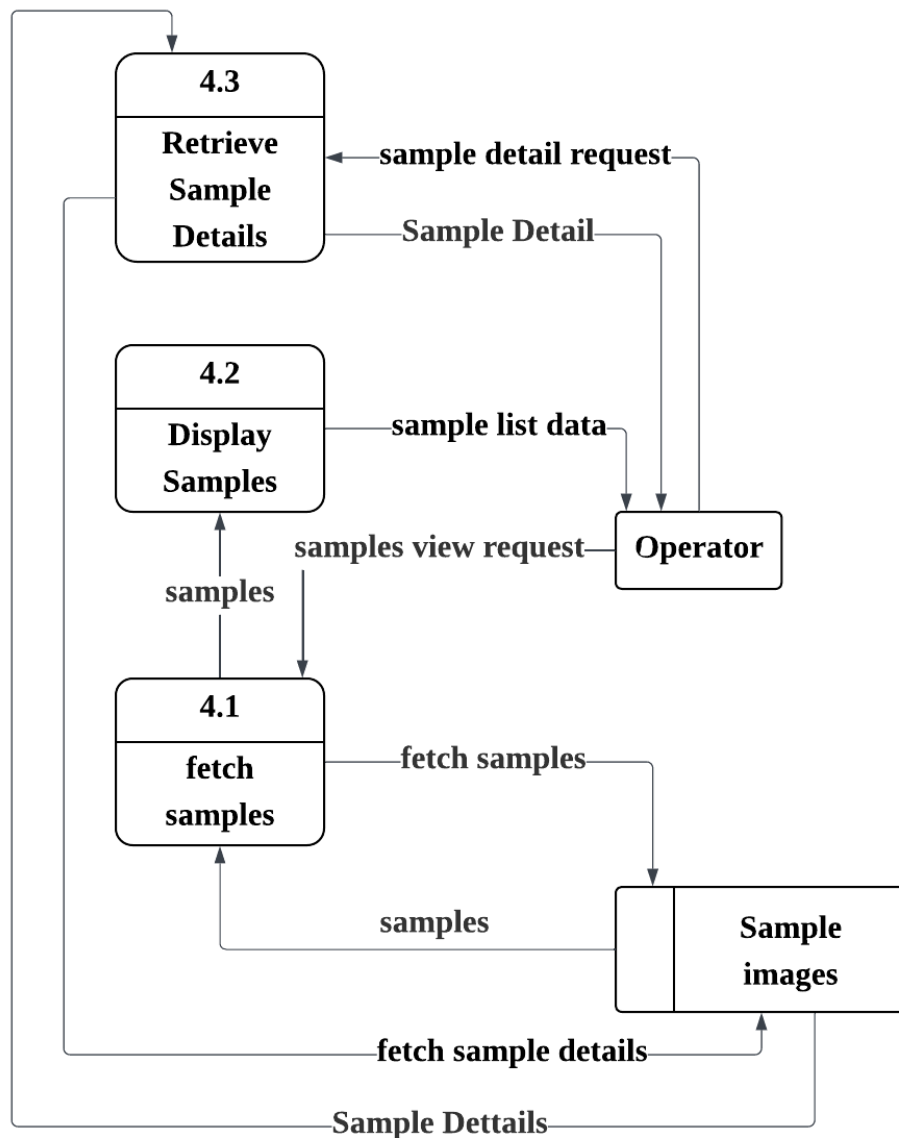 4.3
Retrieve
Sample
Details
sample detail request
Sample Detail
4.2
Display
Samples
sample list data
samples view request
Operator
samples
4.1
fetch
samples
fetch samples
samples
Sample
images
fetch sample details
Sample Dettails